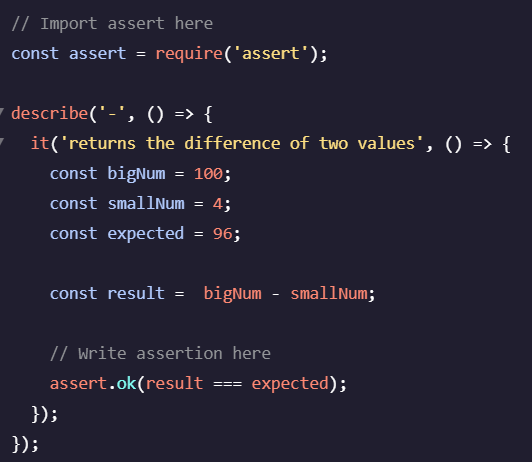 // Import assert here
const assert = require('assert');
describe('-', () => {
it('returns the difference of two values', () => {
const bigNum = 100;
const smallNum = 4;
const expected = 96;
const result =  bigNum - smallNum;
// Write assertion here
assert.ok(result === expected);
});
});